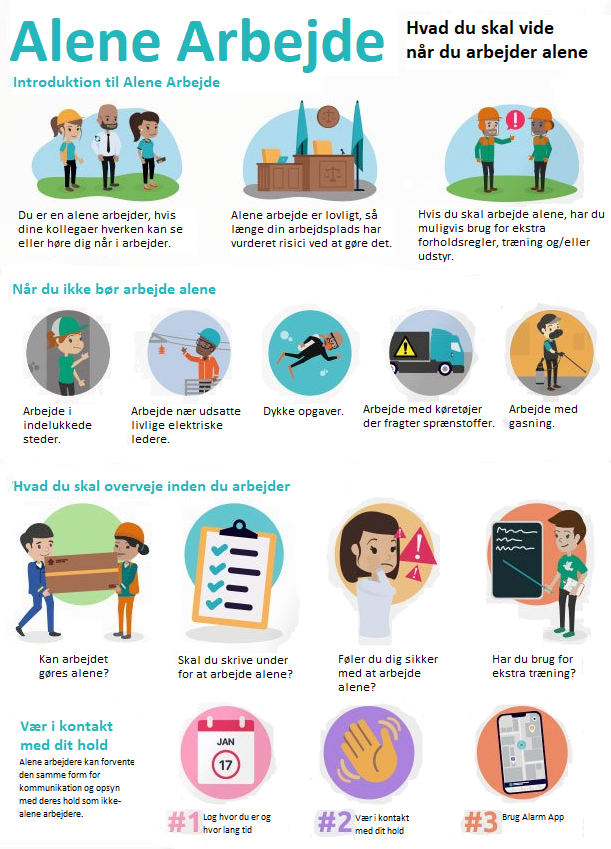 Alene Arbejde
Hvad du skal vide
når du arbejder alene
Introduktion til Alene Arbejde
Du er en alene arbejder, hvis
dine kollegaer hverken kan se
eller høre dig når i arbejder.
Alene arbejde er lovligt, så
længe din arbejdsplads har
vurderet risici ved at gøre det.
Hvis du skal arbejde alene, har du
muligvis brug for ekstra
forholdsregler, træning og/eller
udstyr.
Når du ikke bør arbejde alene
Arbejde i
indelukkede
steder.
Arbejde nær udsatte
livlige elektriske
ledere.
Dykke opgaver.
Arbejde med køretøjer
der fragter sprænstoffer.
Arbejde med
gasning.
Hvad du skal overveje inden du arbejder
Kan arbejdet
gøres alene?
Skal du skrive under
for at arbejde alene?
Føler du dig sikker
med at arbejde
alene?
Har du brug for
ekstra træning?
Vær i kontakt
med dit hold
Alene arbejdere kan forvente
den samme form for
kommunikation og opsyn
med deres hold som ikke-
alene arbejdere.
JAN
17
#1 Log hvor du er og
hvor lang tid
#2 Vær i kontakt
med dit hold
#3 Brug Alarm App